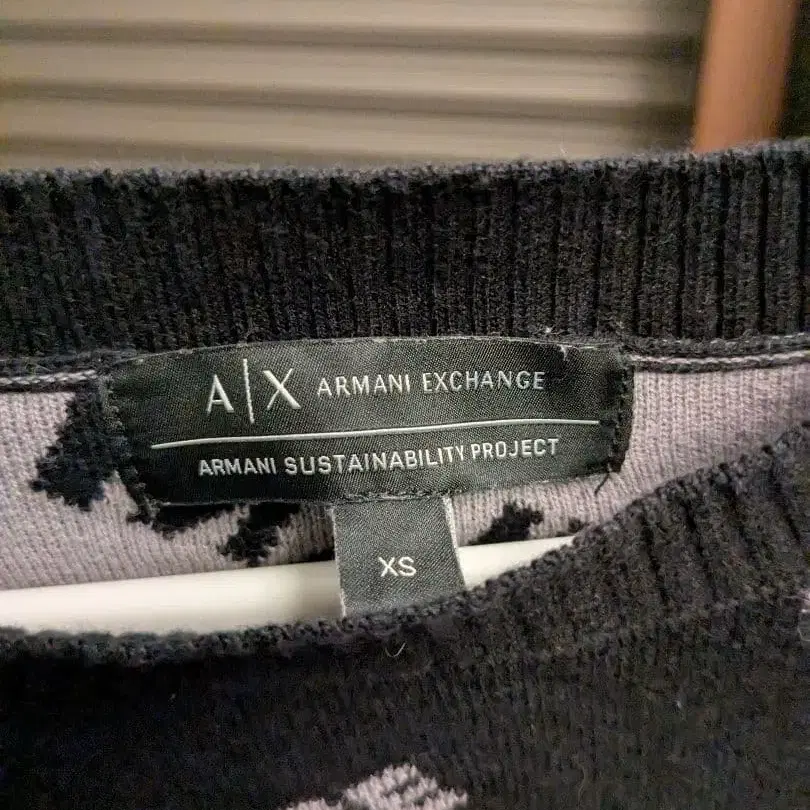 A|X ARMANI EXCHANGE
ARMANI SUSTAINABILITY PROJECT
XS